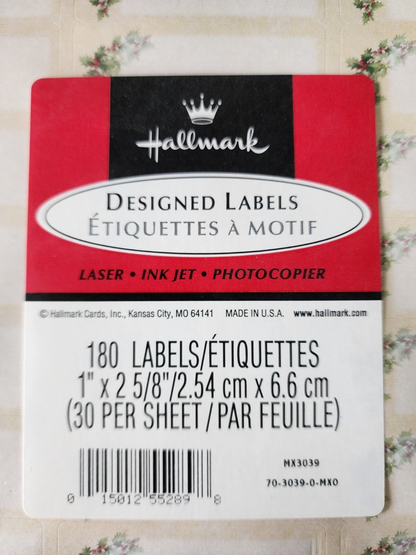 Hallmark
DESIGNED LABELS
ÉTIQUETTES À MOTIF
LASER • INK JET • PHOTOCOPIER
© Hallmark Cards, Inc., Kansas City, MO 64141 MADE IN U.S.A. www.hallmark.com
180 LABELS/ÉTIQUETTES
1" x 2 5/8"/2.54 cm x 6.6 cm
(30 PER SHEET/PAR FEUILLE)
MX3039
70-3039-0-MX0
0 15012 55289 8